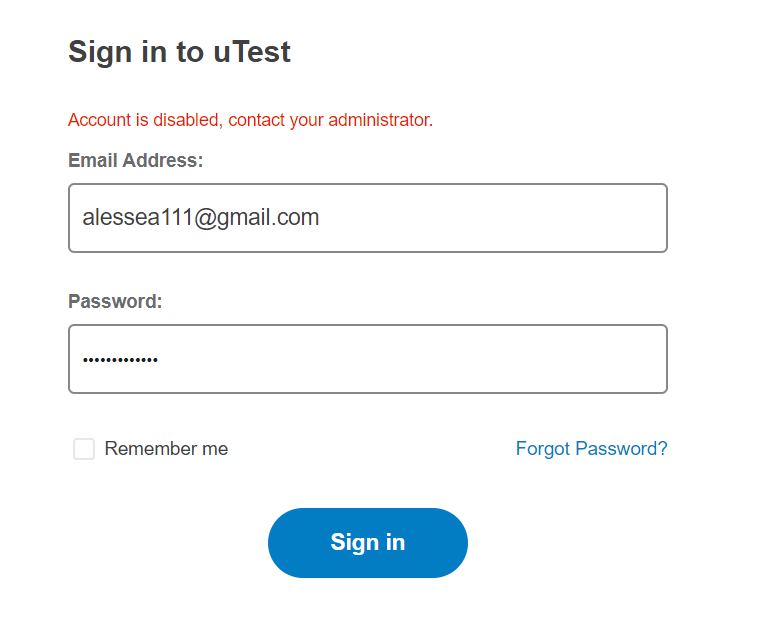 Sign in to uTest
Account is disabled, contact your administrator.
Email Address:
alessea111@gmail.com
Password:
•••••••••••••
Remember me
Forgot Password?
Sign in